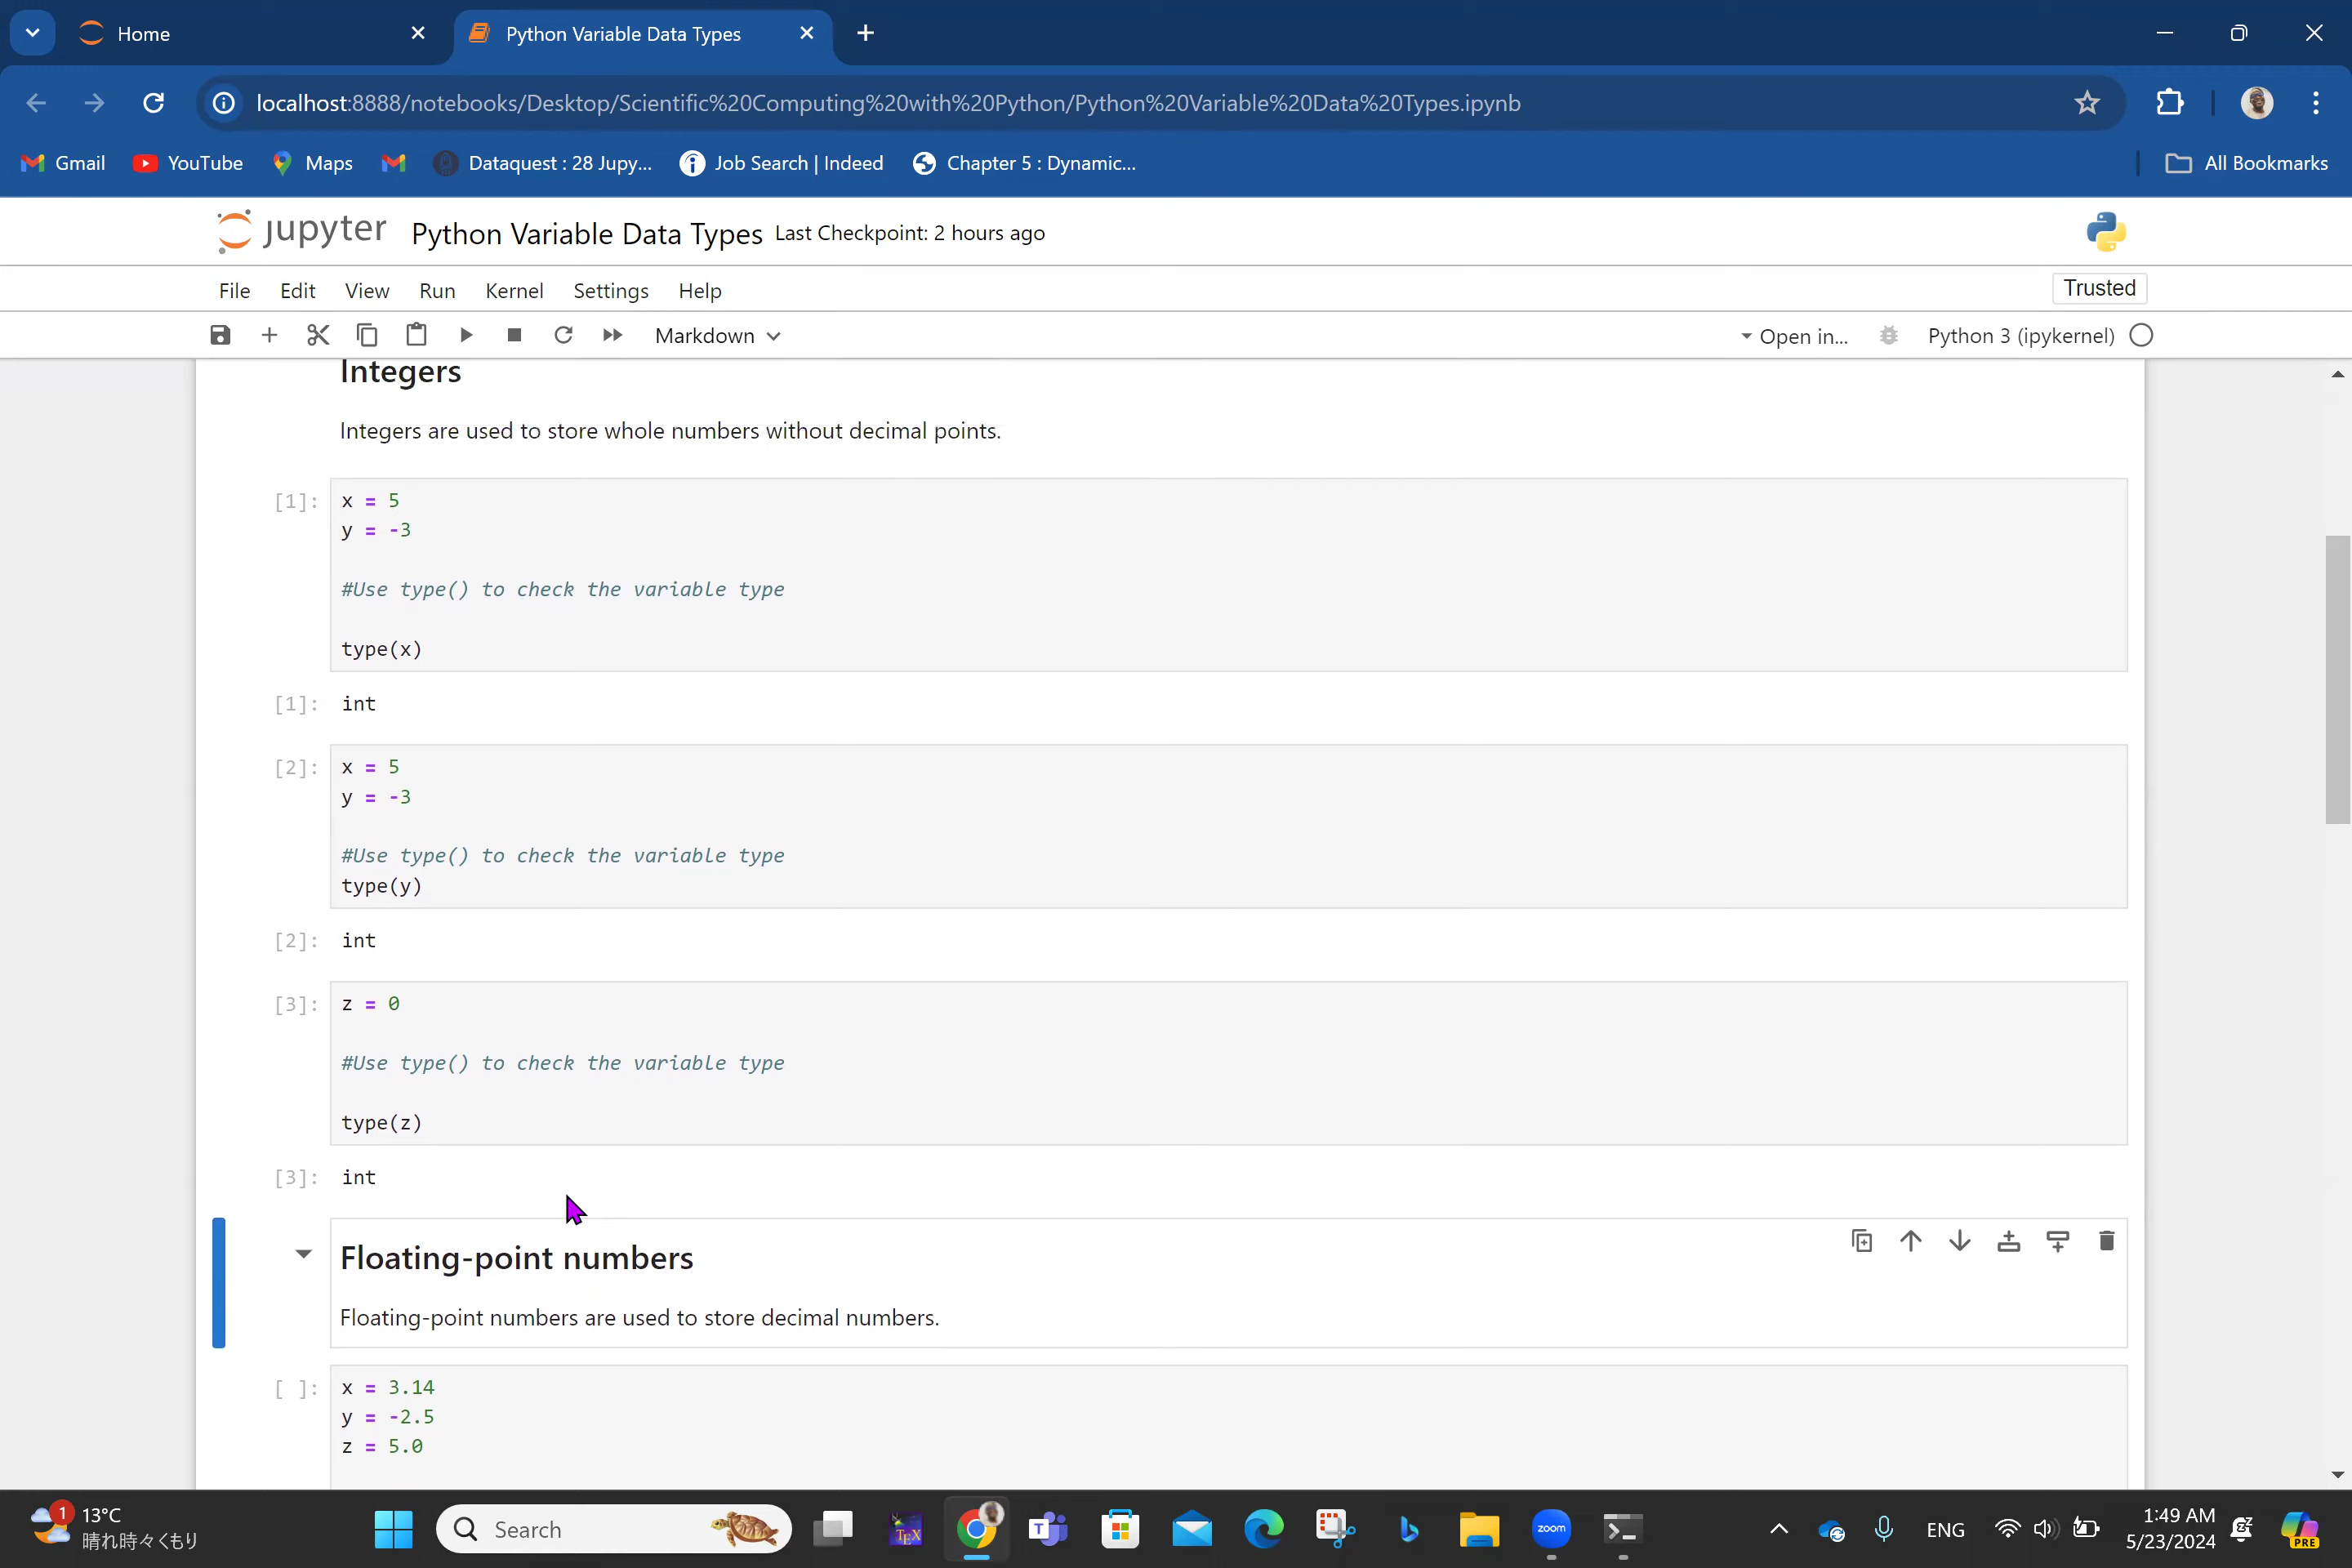 Home
Python Variable Data Types
localhost:8888/notebooks/Desktop/Scientific%20Computing%20with%20Python/Python%20Variable%20Data%20Types.ipynb
Gmail
YouTube
Maps
Dataquest : 28 Jupy...
Job Search | Indeed
Chapter 5 : Dynamic...
All Bookmarks
jupyter Python Variable Data Types Last Checkpoint: 2 hours ago
File Edit View Run Kernel Settings Help
Trusted
Markdown
Open in...
Python 3 (ipykernel)
Integers
Integers are used to store whole numbers without decimal points.
[1]: x = 5
y = -3
#Use type() to check the variable type
type(x)
[1]: int
[2]: x = 5
y = -3
#Use type() to check the variable type
type(y)
[2]: int
[3]: z = 0
#Use type() to check the variable type
type(z)
[3]: int
Floating-point numbers
Floating-point numbers are used to store decimal numbers.
[ ]: x = 3.14
y = -2.5
z = 5.0
1
13°C
晴れ時々くもり
Search
TEX
T
zoom
ENG
1:49 AM
5/23/2024
PRE